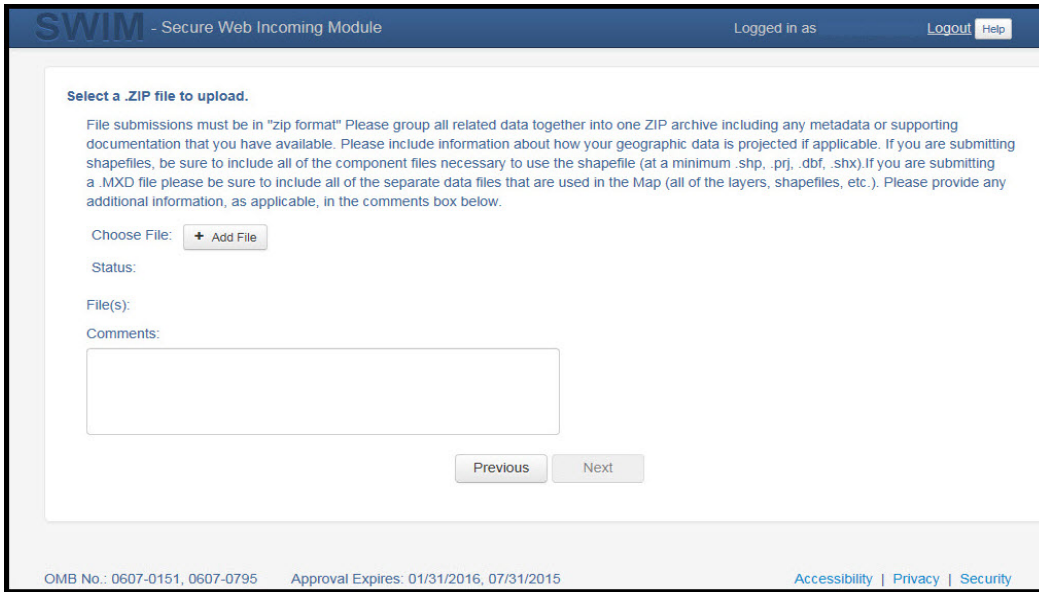 SWIM - Secure Web Incoming Module Logged in as Logout Help
Select a .ZIP file to upload.
File submissions must be in "zip format" Please group all related data together into one ZIP archive including any metadata or supporting
documentation that you have available. Please include information about how your geographic data is projected if applicable. If you are submitting
shapefiles, be sure to include all of the component files necessary to use the shapefile (at a minimum .shp, .prj, .dbf, .shx).If you are submitting
a .MXD file please be sure to include all of the separate data files that are used in the Map (all of the layers, shapefiles, etc.). Please provide any
additional information, as applicable, in the comments box below.
Choose File: + Add File
Status:
File(s):
Comments:
Previous Next
OMB No.: 0607-0151, 0607-0795 Approval Expires: 01/31/2016, 07/31/2015 Accessibility | Privacy | Security